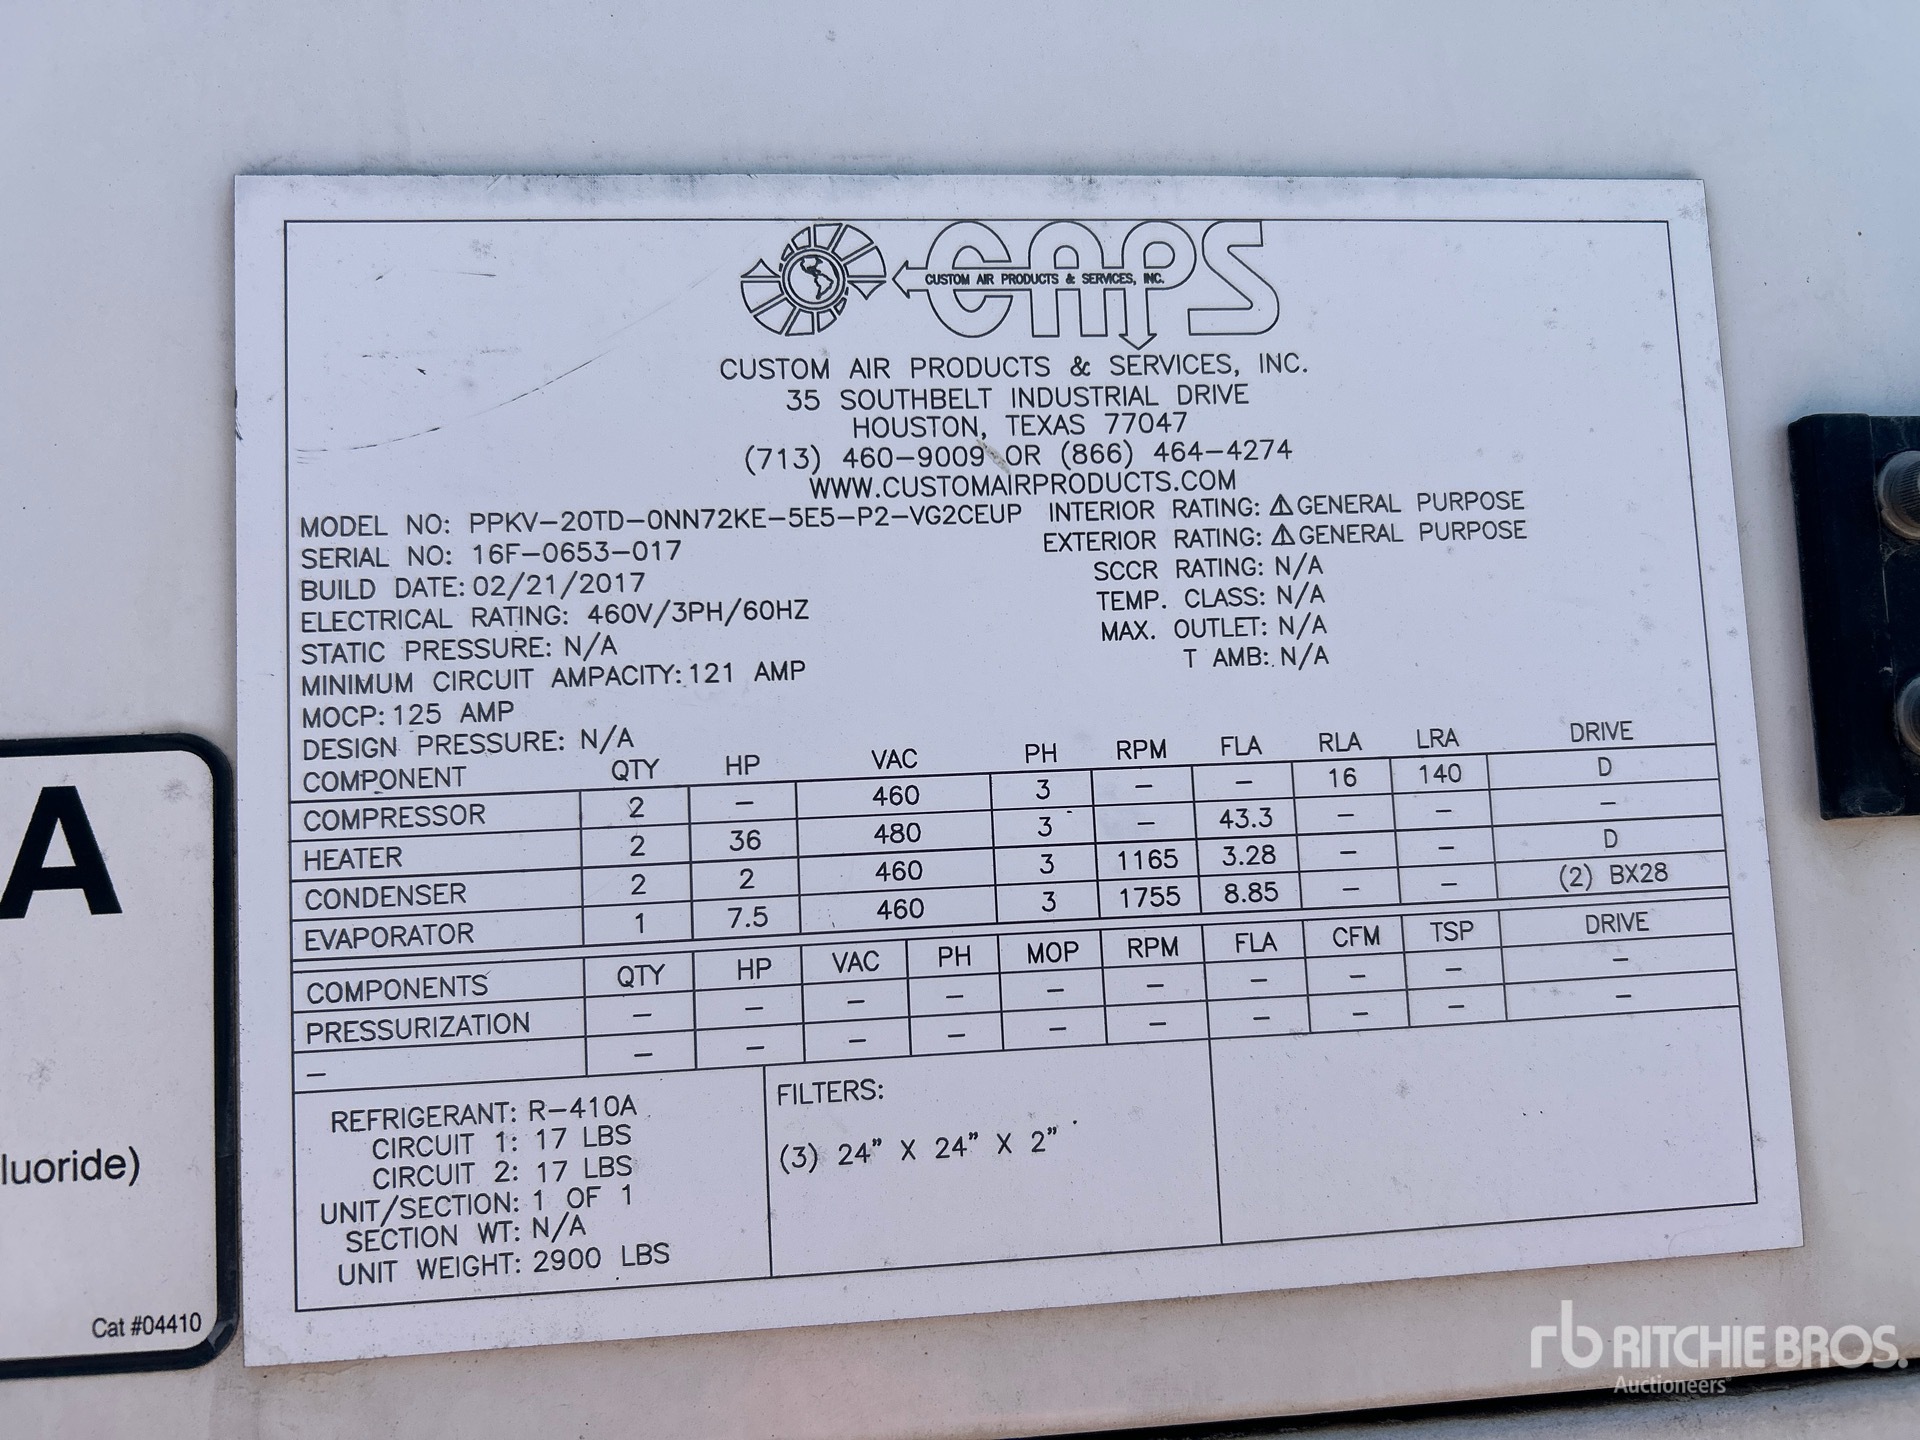 CAPS
CUSTOM AIR PRODUCTS & SERVICES, INC.
CUSTOM AIR PRODUCTS & SERVICES, INC.
35 SOUTHBELT INDUSTRIAL DRIVE
HOUSTON, TEXAS 77047
(713) 460-9009 OR (866) 464-4274
WWW.CUSTOMAIRPRODUCTS.COM
MODEL NO: PPKV-20TD-0NN72KE-5E5-P2-VG2CEUP INTERIOR RATING: ⚠GENERAL PURPOSE
SERIAL NO: 16F-0653-017 EXTERIOR RATING: ⚠GENERAL PURPOSE
BUILD DATE: 02/21/2017 SCCR RATING: N/A
ELECTRICAL RATING: 460V/3PH/60HZ TEMP. CLASS: N/A
STATIC PRESSURE: N/A MAX. OUTLET: N/A
MINIMUM CIRCUIT AMPACITY: 121 AMP T AMB: N/A
MOCP: 125 AMP
DESIGN PRESSURE: N/A
COMPONENT QTY HP VAC PH RPM FLA RLA LRA DRIVE
COMPRESSOR 2 - 460 3 - - 16 140 D
HEATER 2 36 480 3 - 43.3 - - -
CONDENSER 2 2 460 3 1165 3.28 - - D
EVAPORATOR 1 7.5 460 3 1755 8.85 - - (2) BX28
COMPONENTS QTY HP VAC PH MOP RPM FLA CFM TSP DRIVE
PRESSURIZATION - - - - - - - - - -
- - - - - - - - - - -
REFRIGERANT: R-410A
CIRCUIT 1: 17 LBS
CIRCUIT 2: 17 LBS
UNIT/SECTION: 1 OF 1
SECTION WT: N/A
UNIT WEIGHT: 2900 LBS
FILTERS:
(3) 24" X 24" X 2"
A
luoride)
Cat #04410
rb RITCHIE BROS.
Auctioneers